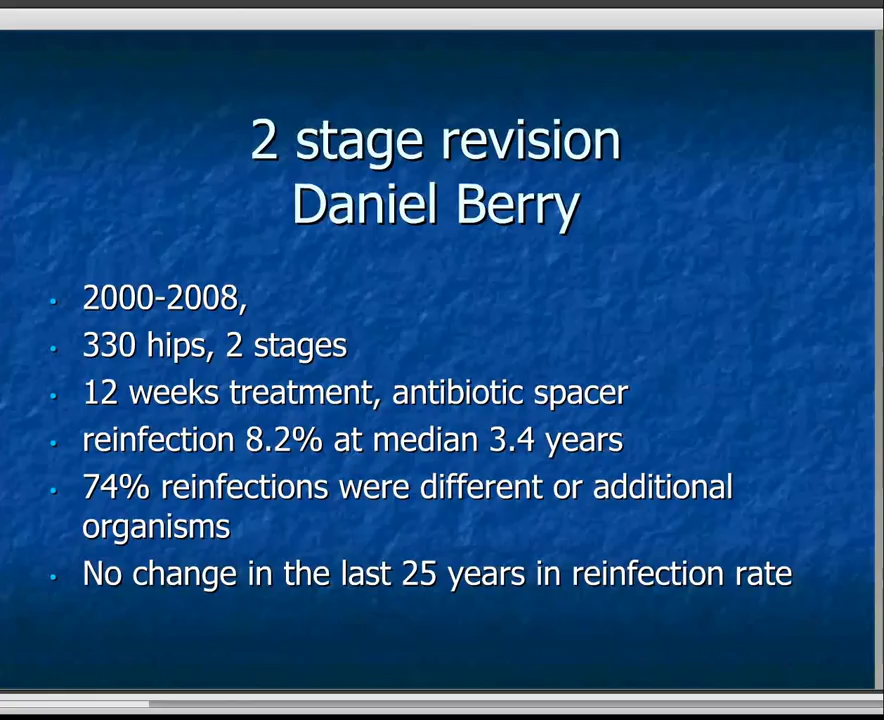 2 stage revision
Daniel Berry
• 2000-2008,
• 330 hips, 2 stages
• 12 weeks treatment, antibiotic spacer
• reinfection 8.2% at median 3.4 years
• 74% reinfections were different or additional
organisms
• No change in the last 25 years in reinfection rate